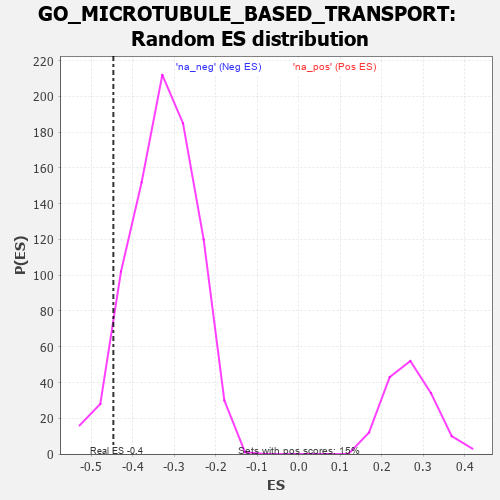 GO_MICROTUBULE_BASED_TRANSPORT:
Random ES distribution
'na_neg' (Neg ES) 'na_pos' (Pos ES)
220
200
180
160
140
120
100
80
60
40
20
0
P(ES)
Real ES -0.4 Sets with pos scores: 15%
-0.5 -0.4 -0.3 -0.2 -0.1 0.0 0.1 0.2 0.3 0.4
ES